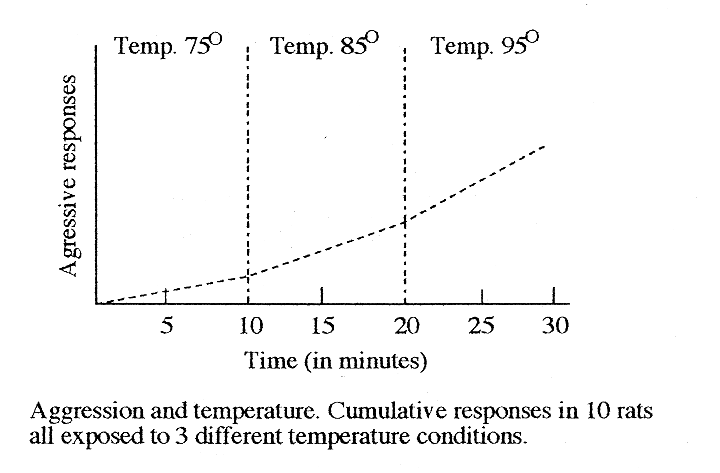 Temp. 75° Temp. 85° Temp. 95°
Agressive responses
5 10 15 20 25 30
Time (in minutes)
Aggression and temperature. Cumulative responses in 10 rats
all exposed to 3 different temperature conditions.